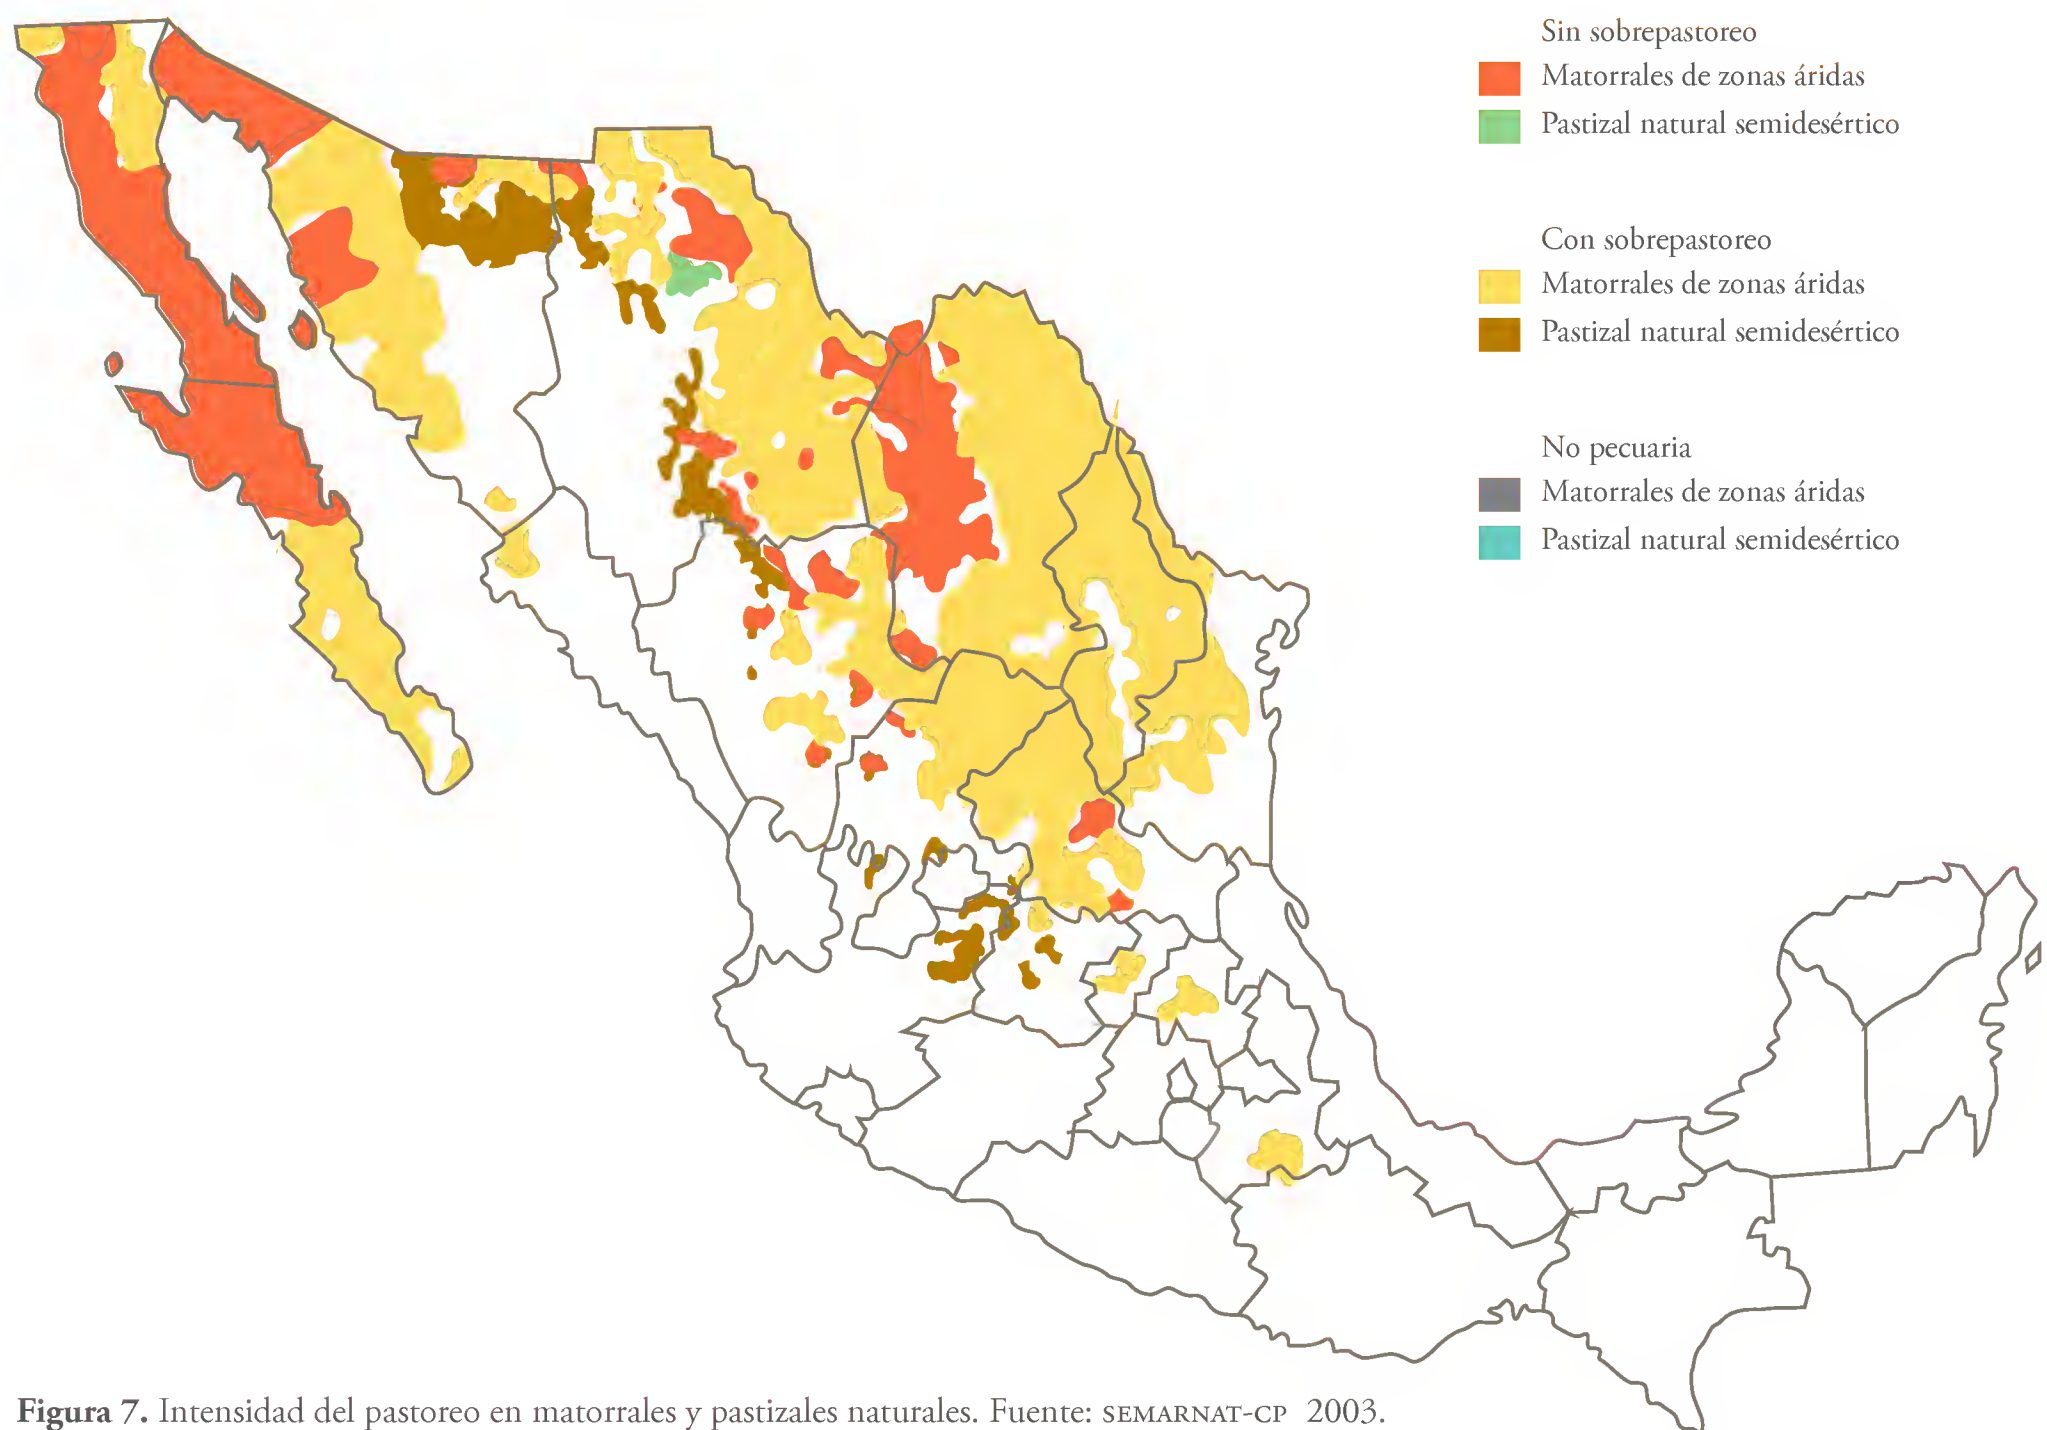 Sin sobrepastoreo
Matorrales de zonas áridas
Pastizal natural semidesértico
Con sobrepastoreo
Matorrales de zonas áridas
Pastizal natural semidesértico
No pecuaria
Matorrales de zonas áridas
Pastizal natural semidesértico
Figura 7. Intensidad del pastoreo en matorrales y pastizales naturales. Fuente: SEMARNAT-CP 2003.